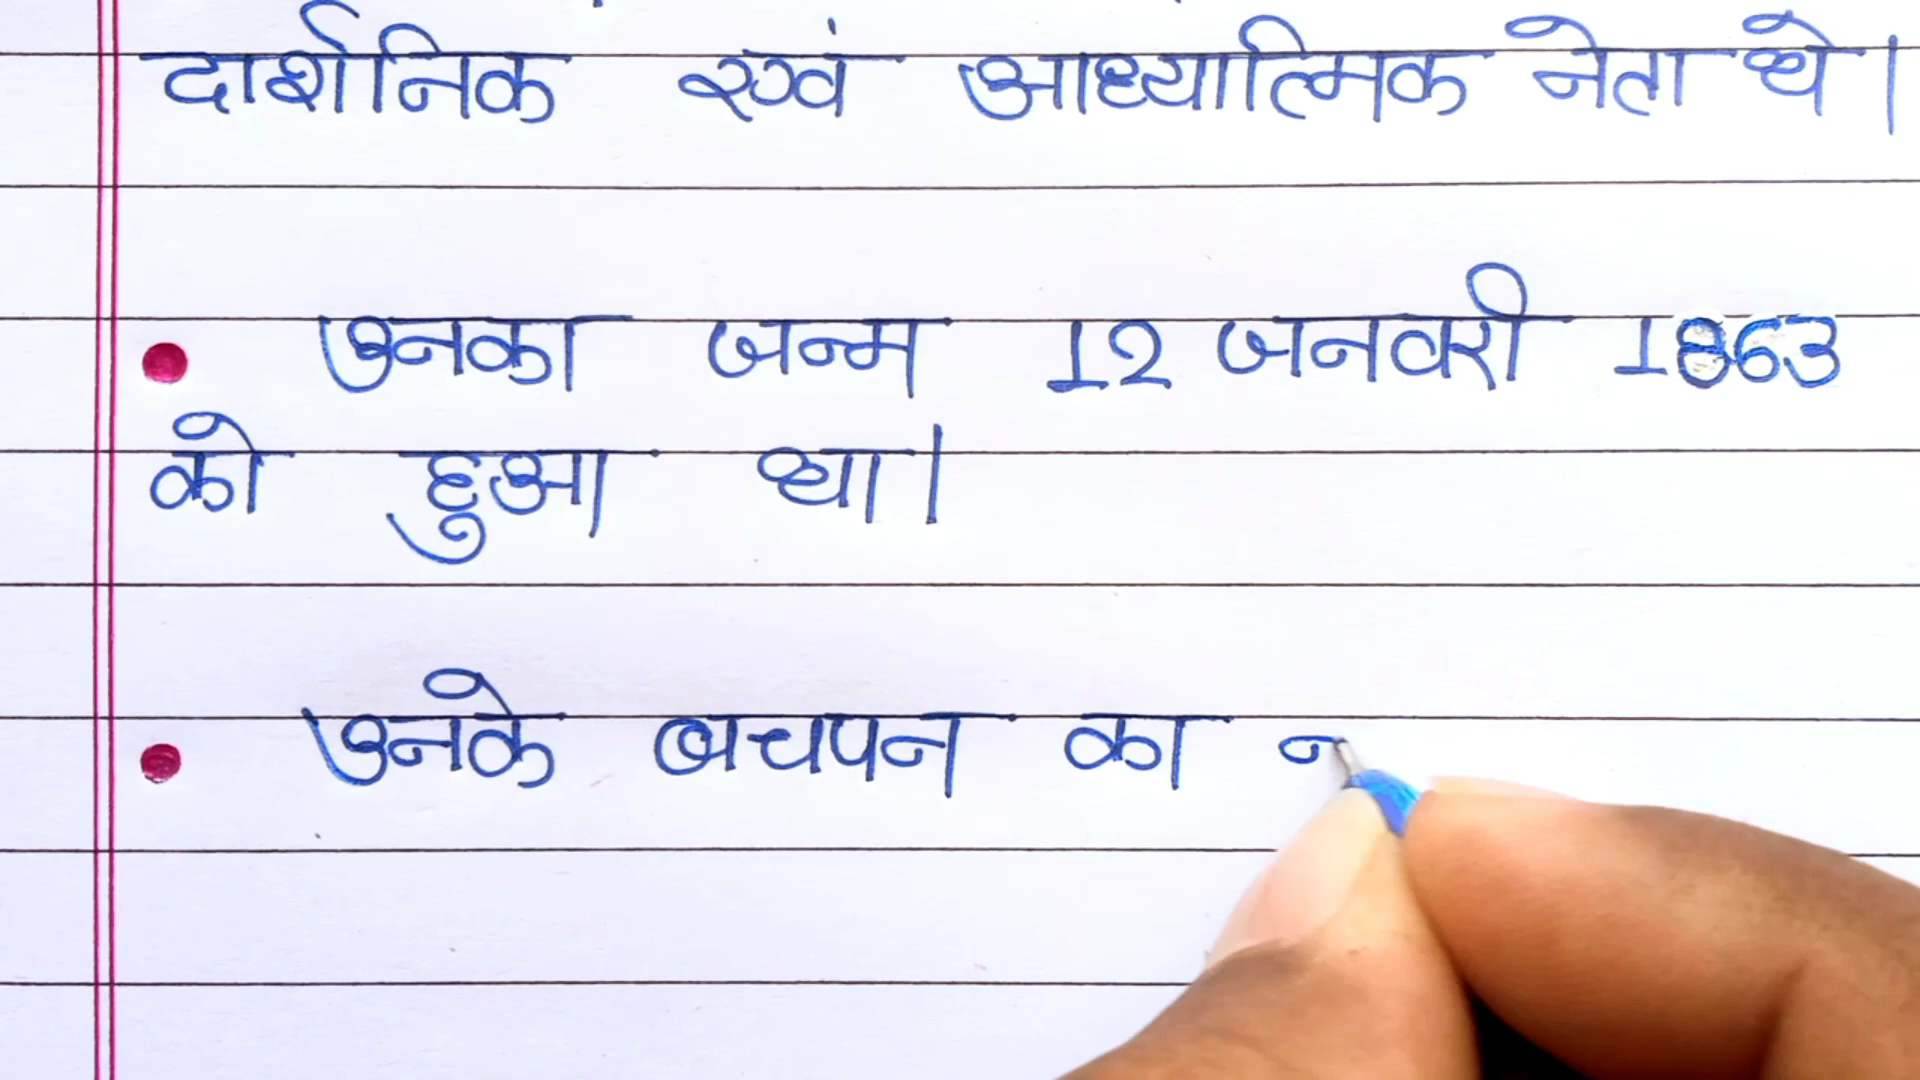 दार्शनिक एवं आध्यात्मिक नेता थे।
• उनका जन्म 12 जनवरी 1863
को हुआ था।
• उनके बचपन का न